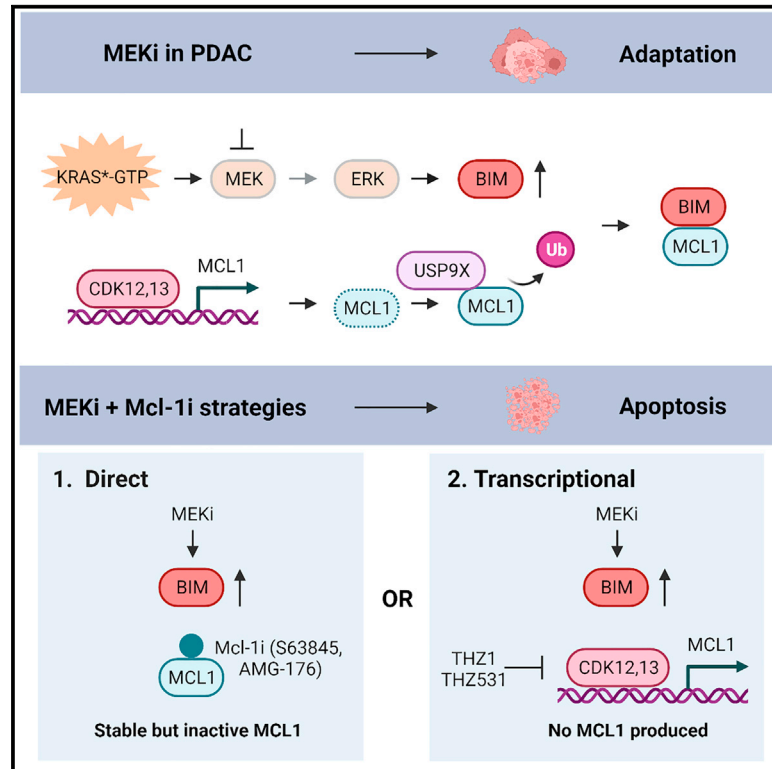 MEKi in PDAC
Adaptation
KRAS*-GTP
MEK
ERK
BIM
BIM
MCL1
Ub
USP9X
MCL1
CDK12,13
MCL1
MCL1
MEKi + Mcl-1i strategies
Apoptosis
1. Direct
MEKi
BIM
Mcl-1i (S63845,
AMG-176)
MCL1
Stable but inactive MCL1
OR
2. Transcriptional
MEKi
BIM
MCL1
THZ1
THZ531
CDK12,13
No MCL1 produced